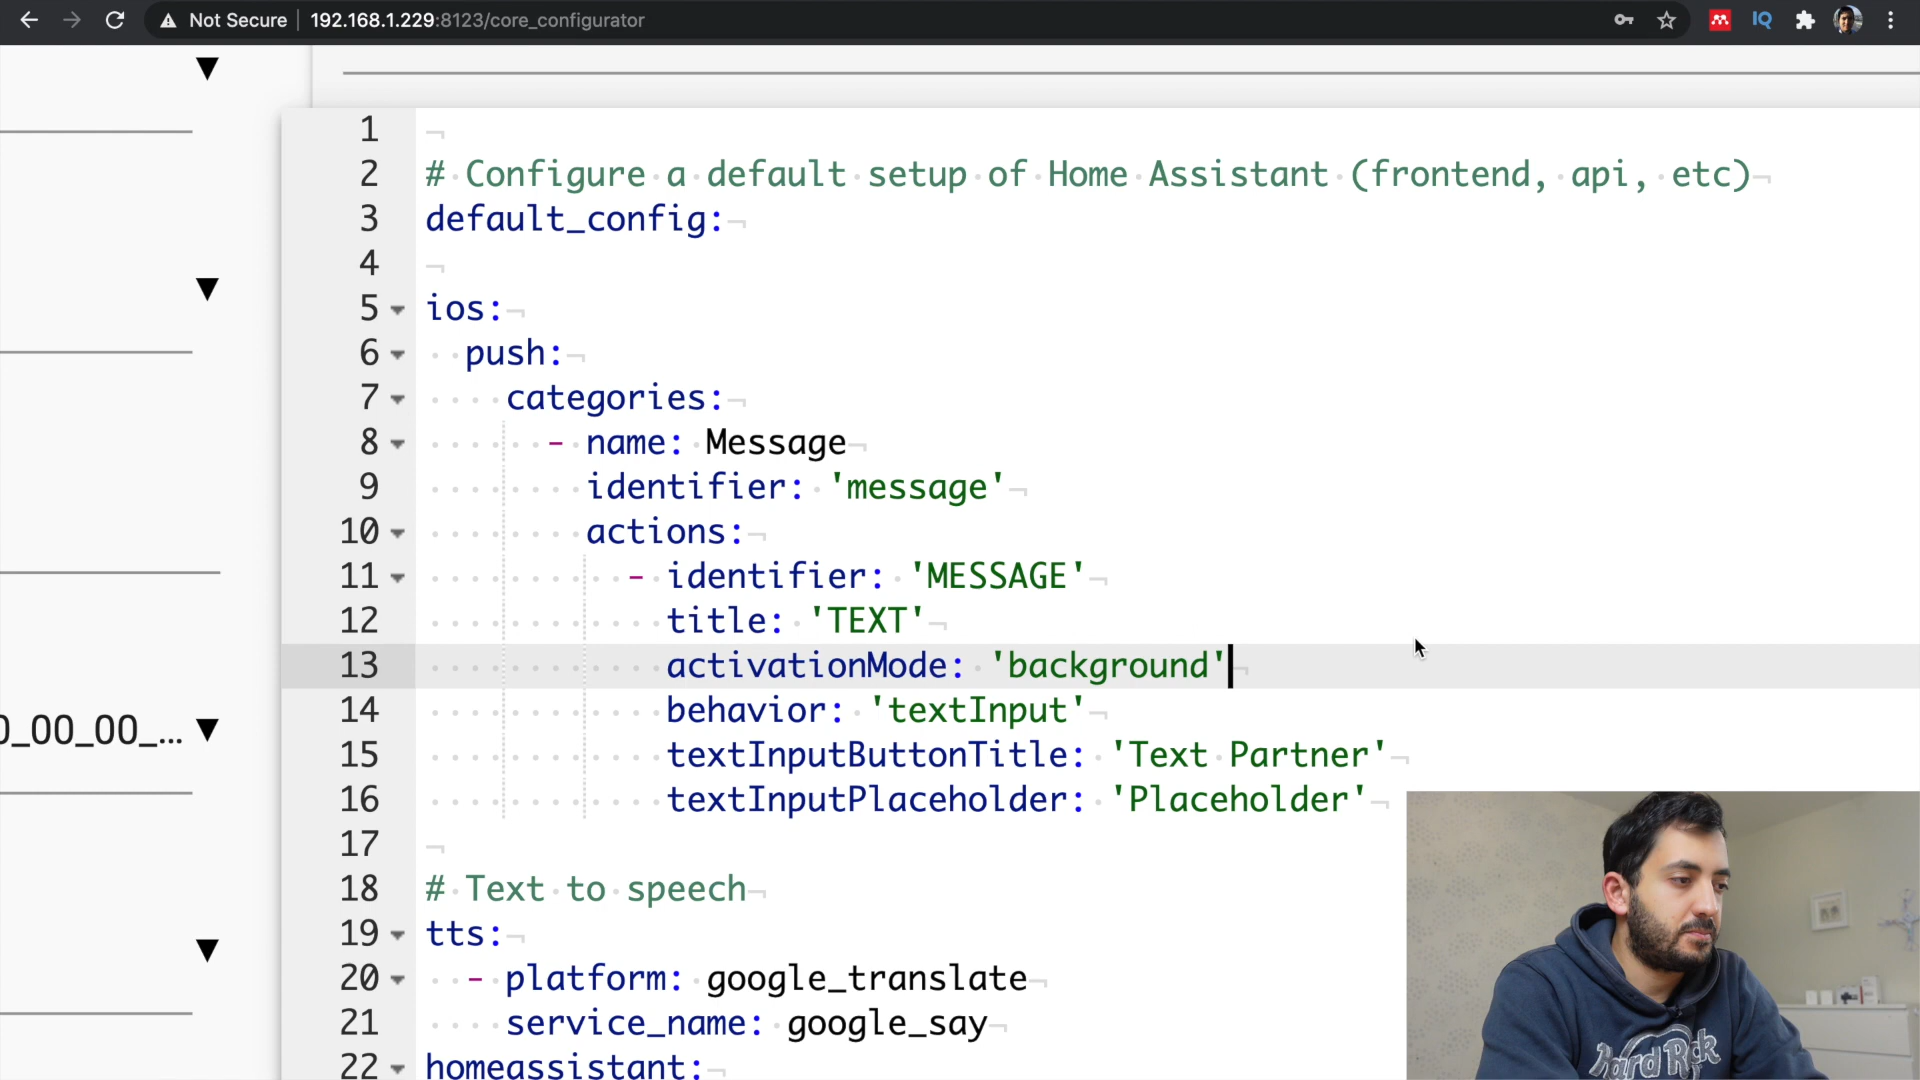 Not Secure 192.168.1.229:8123/core_configurator
IQ
1
2 # Configure a default setup of Home Assistant (frontend, api, etc)
3 default_config:
4
5 ios:
6 push:
7 categories:
8 - name: Message
9 identifier: 'message'
10 actions:
11 - identifier: 'MESSAGE'
12 title: 'TEXT'
13 activationMode: 'background'
14 behavior: 'textInput'
15 textInputButtonTitle: 'Text Partner'
16 textInputPlaceholder: 'Placeholder'
17
18 # Text to speech
19 tts:
20 - platform: google_translate
21 service_name: google_say
22 homeassistant:
0_00_00_...
Hard Rock